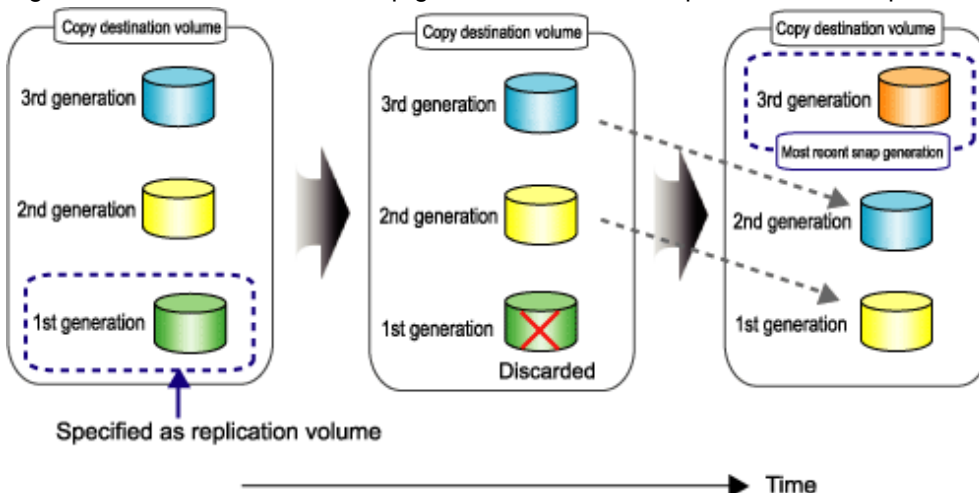 Copy destination volume
3rd generation
2nd generation
1st generation
Specified as replication volume
Copy destination volume
3rd generation
2nd generation
1st generation
Discarded
Copy destination volume
3rd generation
Most recent snap generation
2nd generation
1st generation
Time